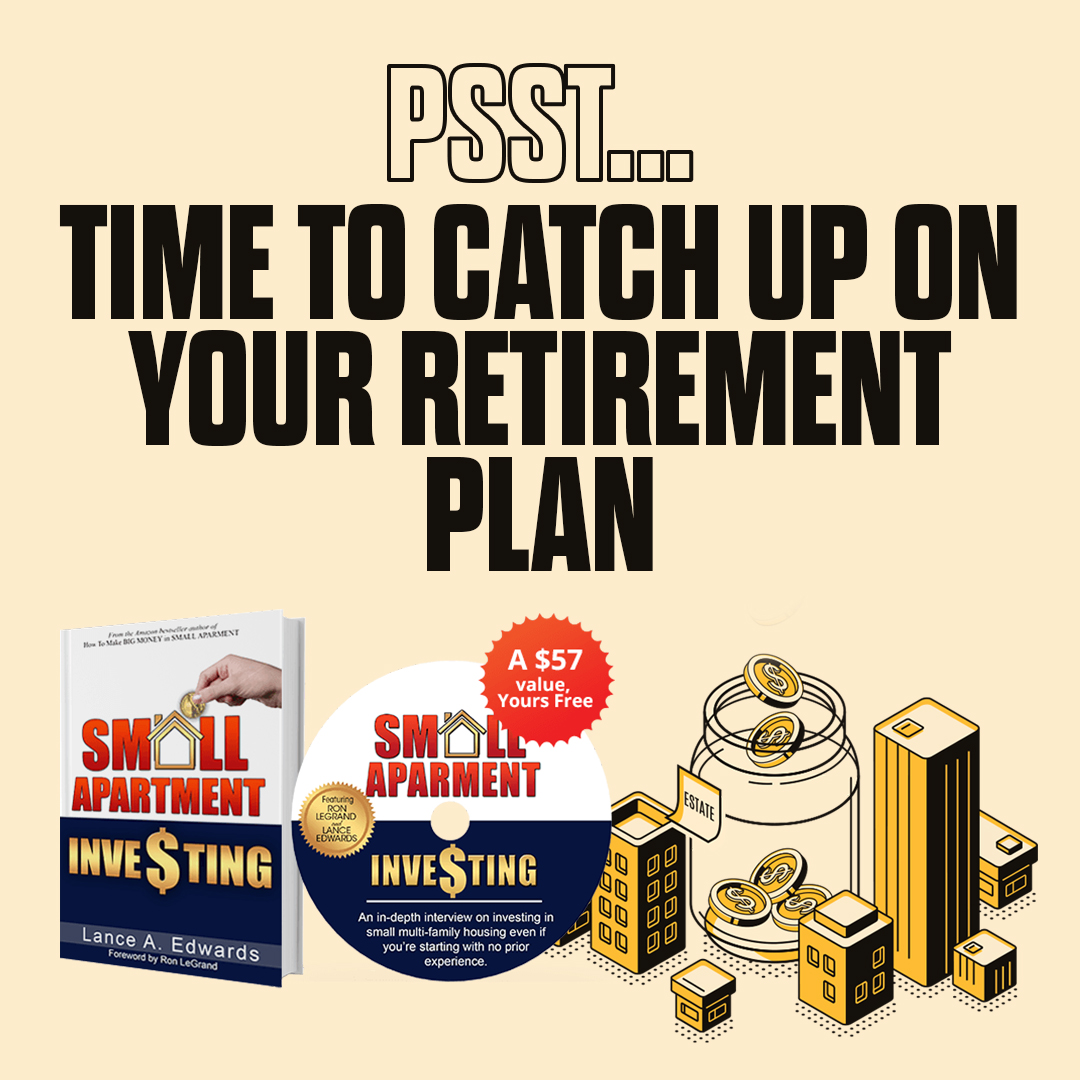 PSST...
TIME TO CATCH UP ON
YOUR RETIREMENT
PLAN
From the Amazon bestseller author of
How To Make BIG MONEY in SMALL APARMENT
SMALL
APARTMENT
INVE$TING
Lance A. Edwards
Foreword by Ron LeGrand
A $57
value,
Yours Free
SMALL
APARMENT
Featuring
RON
LEGRAND
and
LANCE
EDWARDS
INVE$TING
An in-depth interview on investing in
small multi-family housing even if
you're starting with no prior
experience.
ESTATE